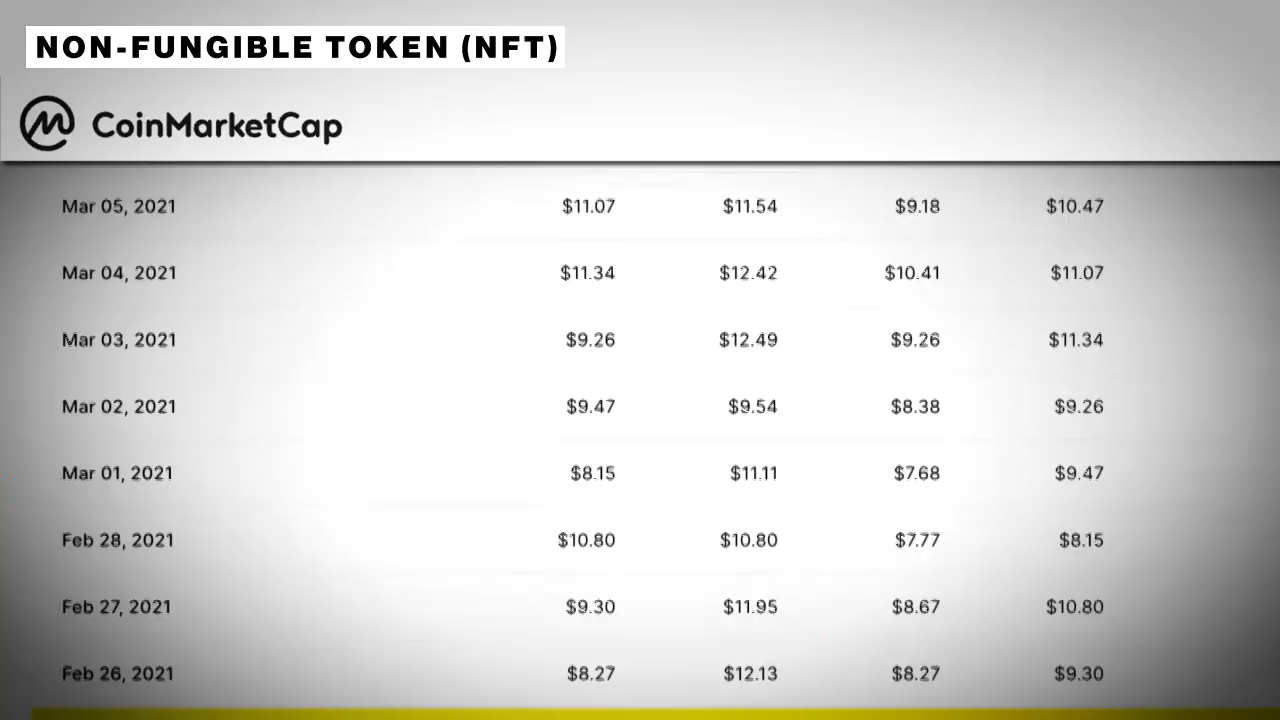 NON-FUNGIBLE TOKEN (NFT)
CoinMarketCap
Mar 05, 2021 $11.07 $11.54 $9.18 $10.47
Mar 04, 2021 $11.34 $12.42 $10.41 $11.07
Mar 03, 2021 $9.26 $12.49 $9.26 $11.34
Mar 02, 2021 $9.47 $9.54 $8.38 $9.26
Mar 01, 2021 $8.15 $11.11 $7.68 $9.47
Feb 28, 2021 $10.80 $10.80 $7.77 $8.15
Feb 27, 2021 $9.30 $11.95 $8.67 $10.80
Feb 26, 2021 $8.27 $12.13 $8.27 $9.30